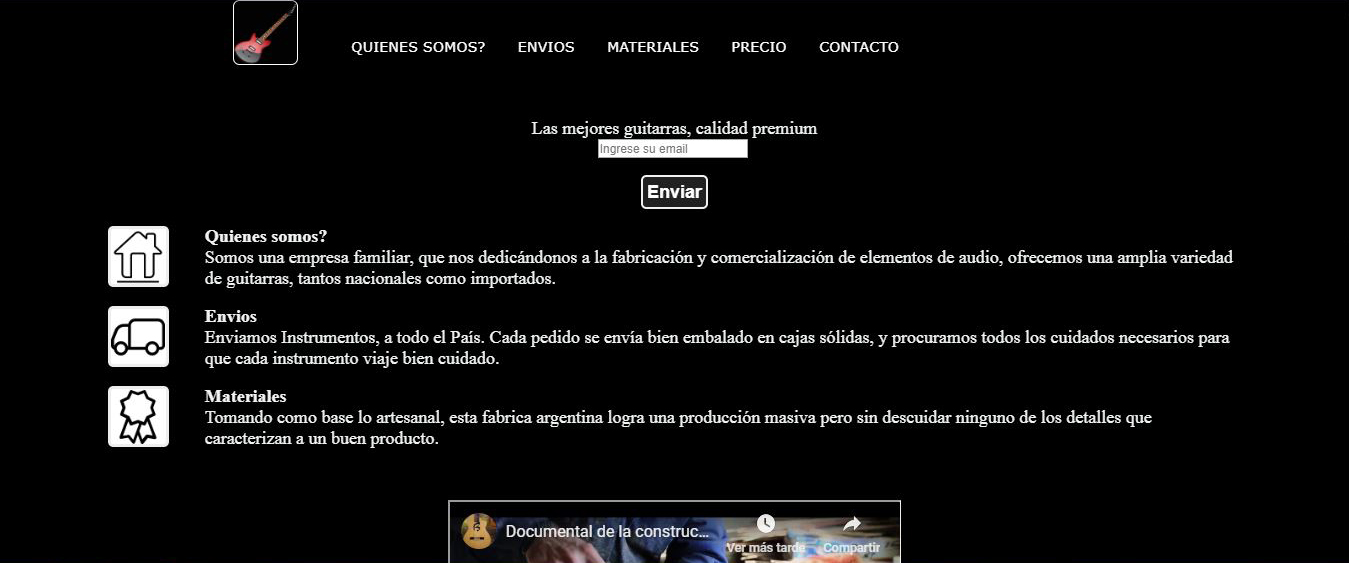 QUIENES SOMOS? ENVIOS MATERIALES PRECIO CONTACTO
Las mejores guitarras, calidad premium
Ingrese su email
Enviar
Quienes somos?
Somos una empresa familiar, que nos dedicándonos a la fabricación y comercialización de elementos de audio, ofrecemos una amplia variedad
de guitarras, tantos nacionales como importados.
Envios
Enviamos Instrumentos, a todo el País. Cada pedido se envía bien embalado en cajas sólidas, y procuramos todos los cuidados necesarios para
que cada instrumento viaje bien cuidado.
Materiales
Tomando como base lo artesanal, esta fabrica argentina logra una producción masiva pero sin descuidar ninguno de los detalles que
caracterizan a un buen producto.
Documental de la construc...
Ver más tarde Compartir